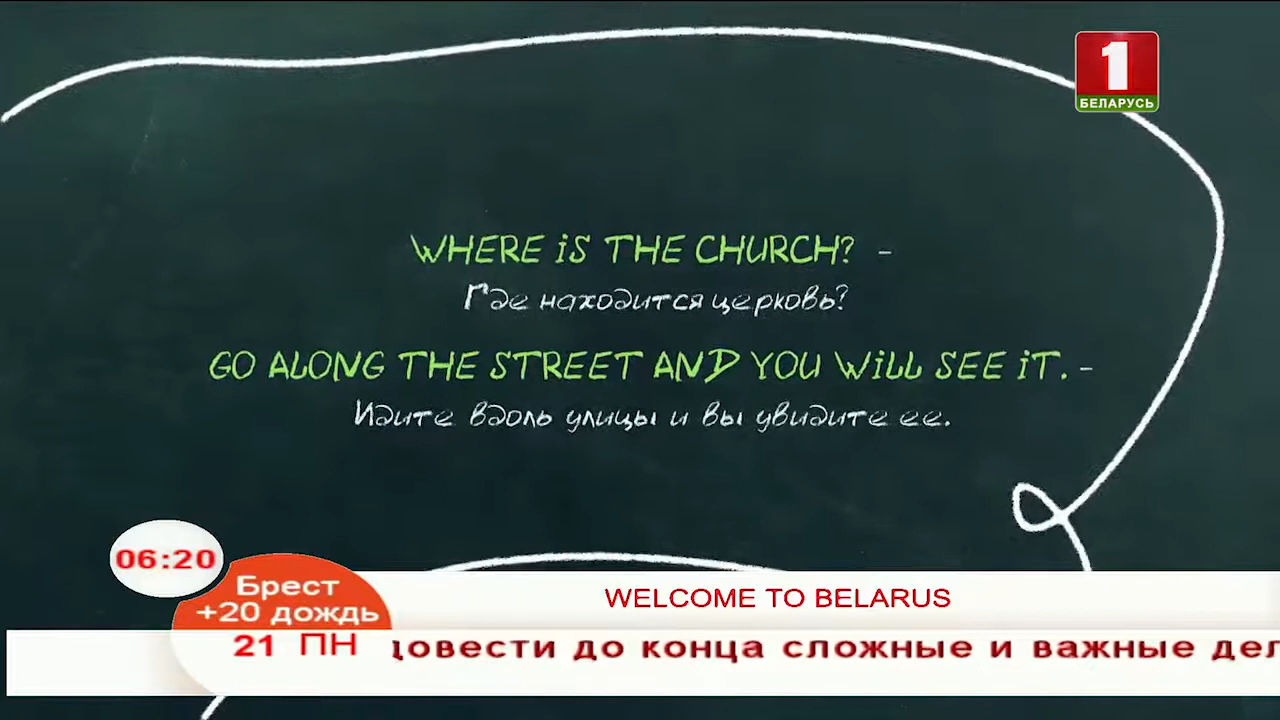 1
БЕЛАРУСЬ
WHERE iS THE CHURCH? -
Где находится церковь?
GO ALONG THE STREET AND YOU WiLL SEE iT. -
Идите вдоль улицы и вы увидите ее.
06:20
Брест
+20 дождь
21 ПН
WELCOME TO BELARUS
довести до конца сложные и важные